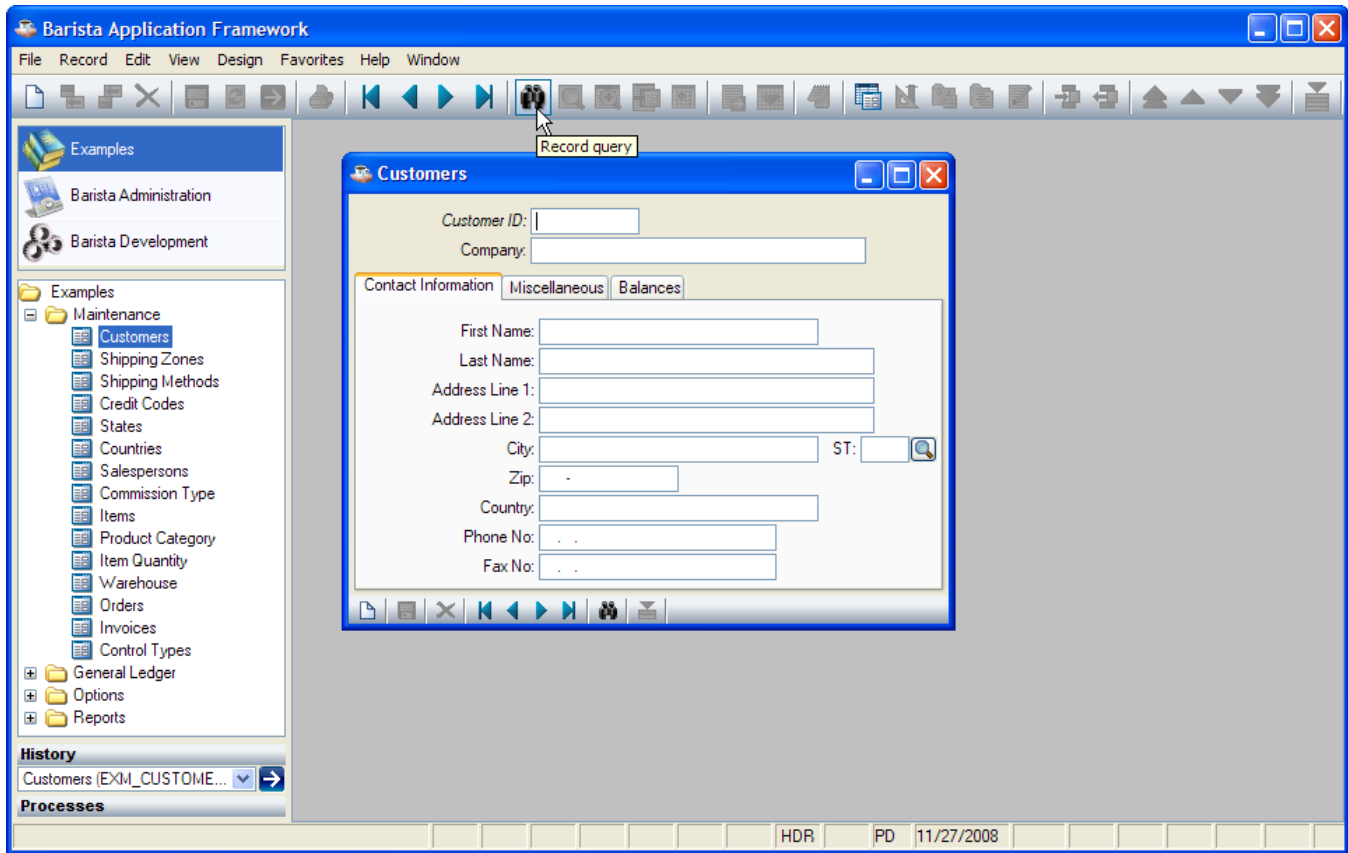 Barista Application Framework
File Record Edit View Design Favorites Help Window
Record query
Examples
Barista Administration
Barista Development
Examples
Maintenance
Customers
Shipping Zones
Shipping Methods
Credit Codes
States
Countries
Salespersons
Commission Type
Items
Product Category
Item Quantity
Warehouse
Orders
Invoices
Control Types
General Ledger
Options
Reports
History
Customers (EXM_CUSTOME...
Processes
Customers
Customer ID:
Company:
Contact Information Miscellaneous Balances
First Name:
Last Name:
Address Line 1:
Address Line 2:
City: ST:
Zip: -
Country:
Phone No: . .
Fax No: . .
HDR PD 11/27/2008